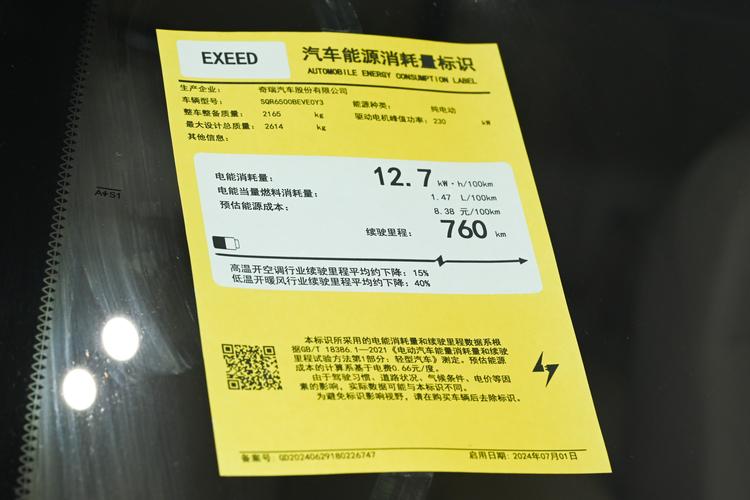 EXEED
汽车能源消耗量标识
AUTOMOBILE ENERGY CONSUMPTION LABEL
生产企业: 奇瑞汽车股份有限公司
车辆型号: SQR6500BEVE0Y3 能源种类: 纯电动
整车整备质量: 2165 kg 驱动电机峰值功率: 230 kW
最大设计总质量: 2614 kg
其他信息:
电能消耗量: 12.7 kW·h/100km
电能当量燃料消耗量: 1.47 L/100km
预估能源成本: 8.38 元/100km
续驶里程: 760 km
高温开空调行业续驶里程平均约下降: 15%
低温开暖风行业续驶里程平均约下降: 40%
本标识所采用的电能消耗量和续驶里程数据系根
据GB/T 18386.1—2021《电动汽车能量消耗量和续驶
里程试验方法第1部分: 轻型汽车》测定。预估能源
成本的计算系基于电费0.66元/度。
由于驾驶习惯、道路状况、气候条件、电价等因
素的影响, 实际数据可能与本标识不同。
为避免标识影响视野, 请在购买车辆后去除标识。
备案号: QD20240629180226747 启用日期: 2024年07月01日
A+S1